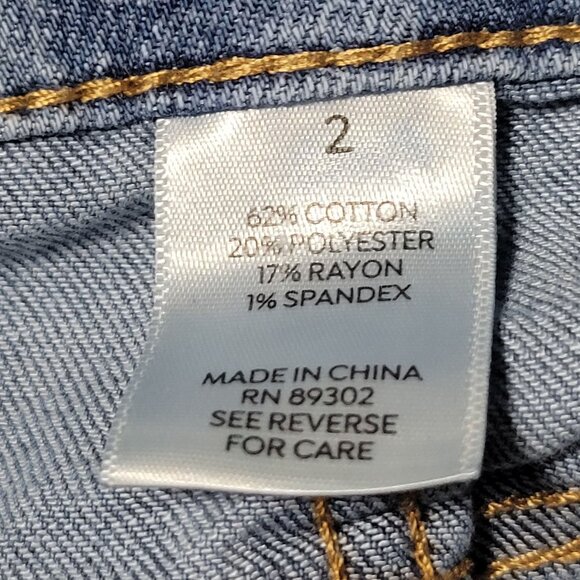 2
62% COTTON
20% POLYESTER
17% RAYON
1% SPANDEX
MADE IN CHINA
RN 89302
SEE REVERSE
FOR CARE